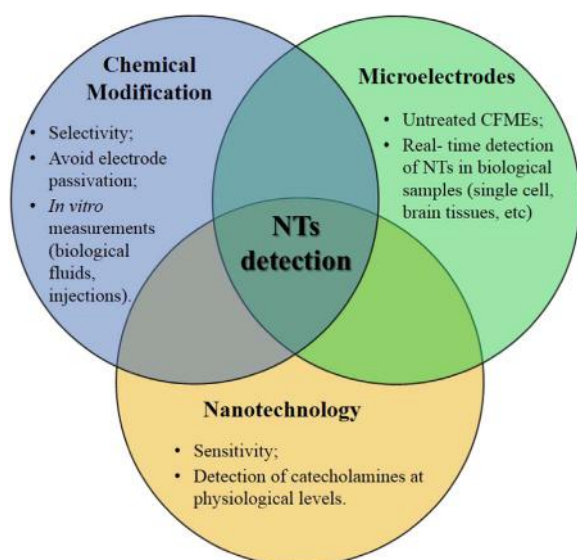 Chemical
Modification
• Selectivity;
• Avoid electrode
passivation;
• In vitro
measurements
(biological
fluids,
injections).
Microelectrodes
• Untreated CFMEs;
• Real- time detection
of NTs in biological
samples (single cell,
brain tissues, etc)
NTs
detection
Nanotechnology
• Sensitivity;
• Detection of catecholamines at
physiological levels.